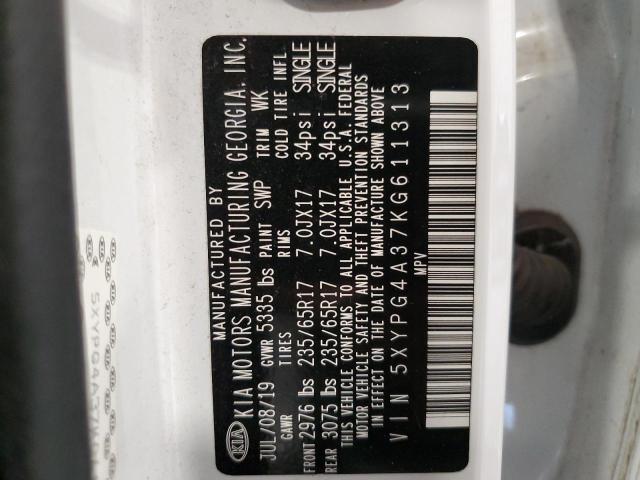 MANUFACTURED BY
KIA KIA MOTORS MANUFACTURING GEORGIA, INC.
JUL/08/19 GVWR 5335 lbs PAINT SWP TRIM WK
GAWR TIRES RIMS COLD TIRE INFL.
FRONT 2976 lbs 235/65R17 7.0JX17 34psi SINGLE
REAR 3075 lbs 235/65R17 7.0JX17 34psi SINGLE
THIS VEHICLE CONFORMS TO ALL APPLICABLE U.S.A. FEDERAL
MOTOR VEHICLE SAFETY AND THEFT PREVENTION STANDARDS
IN EFFECT ON THE DATE OF MANUFACTURE SHOWN ABOVE
VIN 5XYPG4A37KG611313
MPV
5XYPG4A37KG